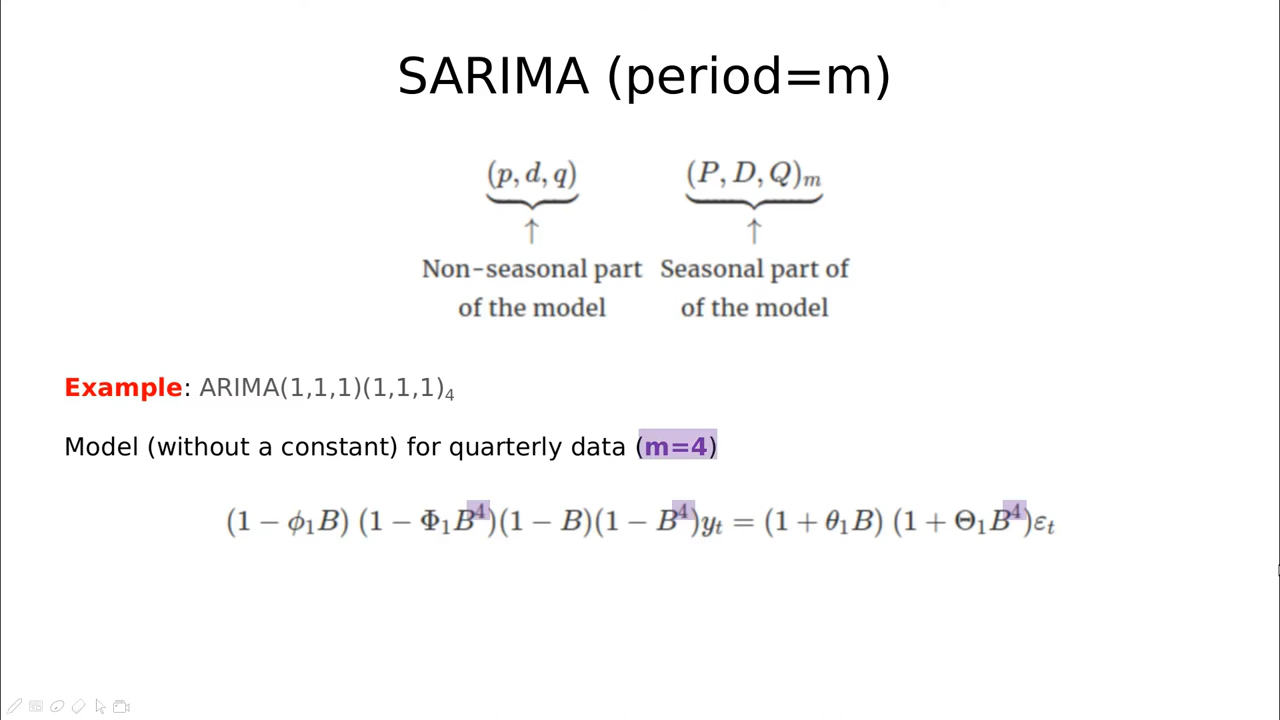 SARIMA (period=m)
(p, d, q) (P, D, Q)ₘ
↑ ↑
Non-seasonal part Seasonal part of
of the model of the model
Example: ARIMA(1,1,1)(1,1,1)₄
Model (without a constant) for quarterly data (m=4)
(1 − ϕ₁B) (1 − Φ₁B⁴)(1 − B)(1 − B⁴)yₜ = (1 + θ₁B) (1 + Θ₁B⁴)εₜ